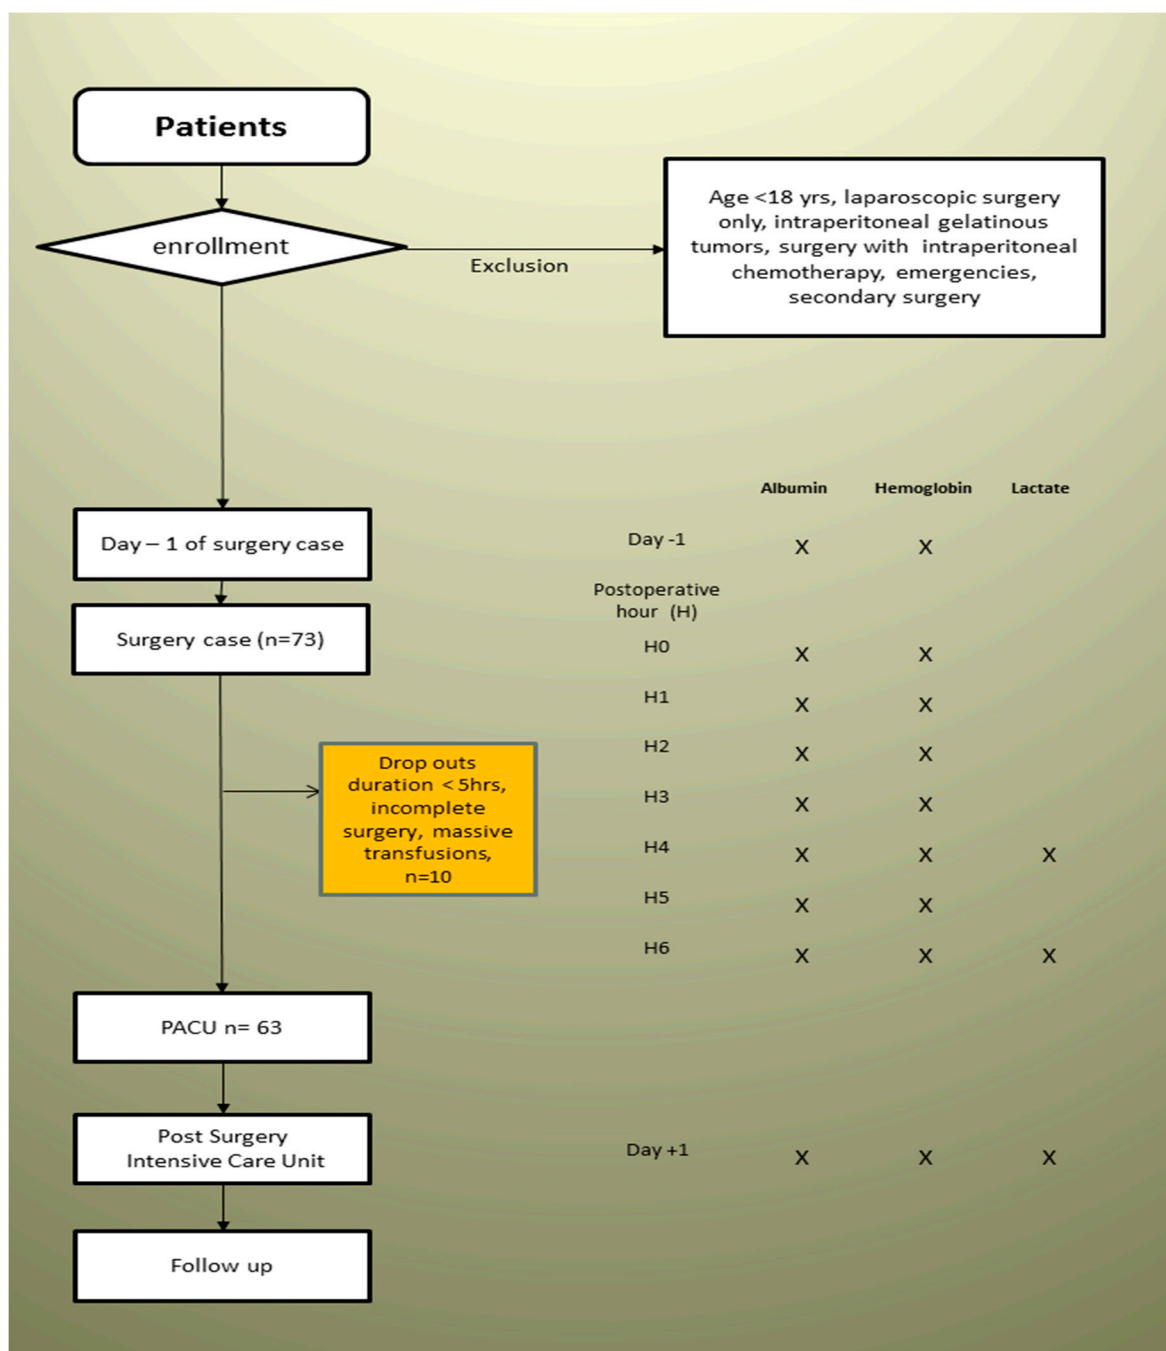 Patients
enrollment
Exclusion
Age <18 yrs, laparoscopic surgery
only, intraperitoneal gelatinous
tumors, surgery with intraperitoneal
chemotherapy, emergencies,
secondary surgery
Day – 1 of surgery case
Surgery case (n=73)
Drop outs
duration < 5hrs,
incomplete
surgery, massive
transfusions,
n=10
PACU n= 63
Post Surgery
Intensive Care Unit
Follow up
Albumin Hemoglobin Lactate
Day -1 X X
Postoperative
hour (H)
H0 X X
H1 X X
H2 X X
H3 X X
H4 X X X
H5 X X
H6 X X X
Day +1 X X X